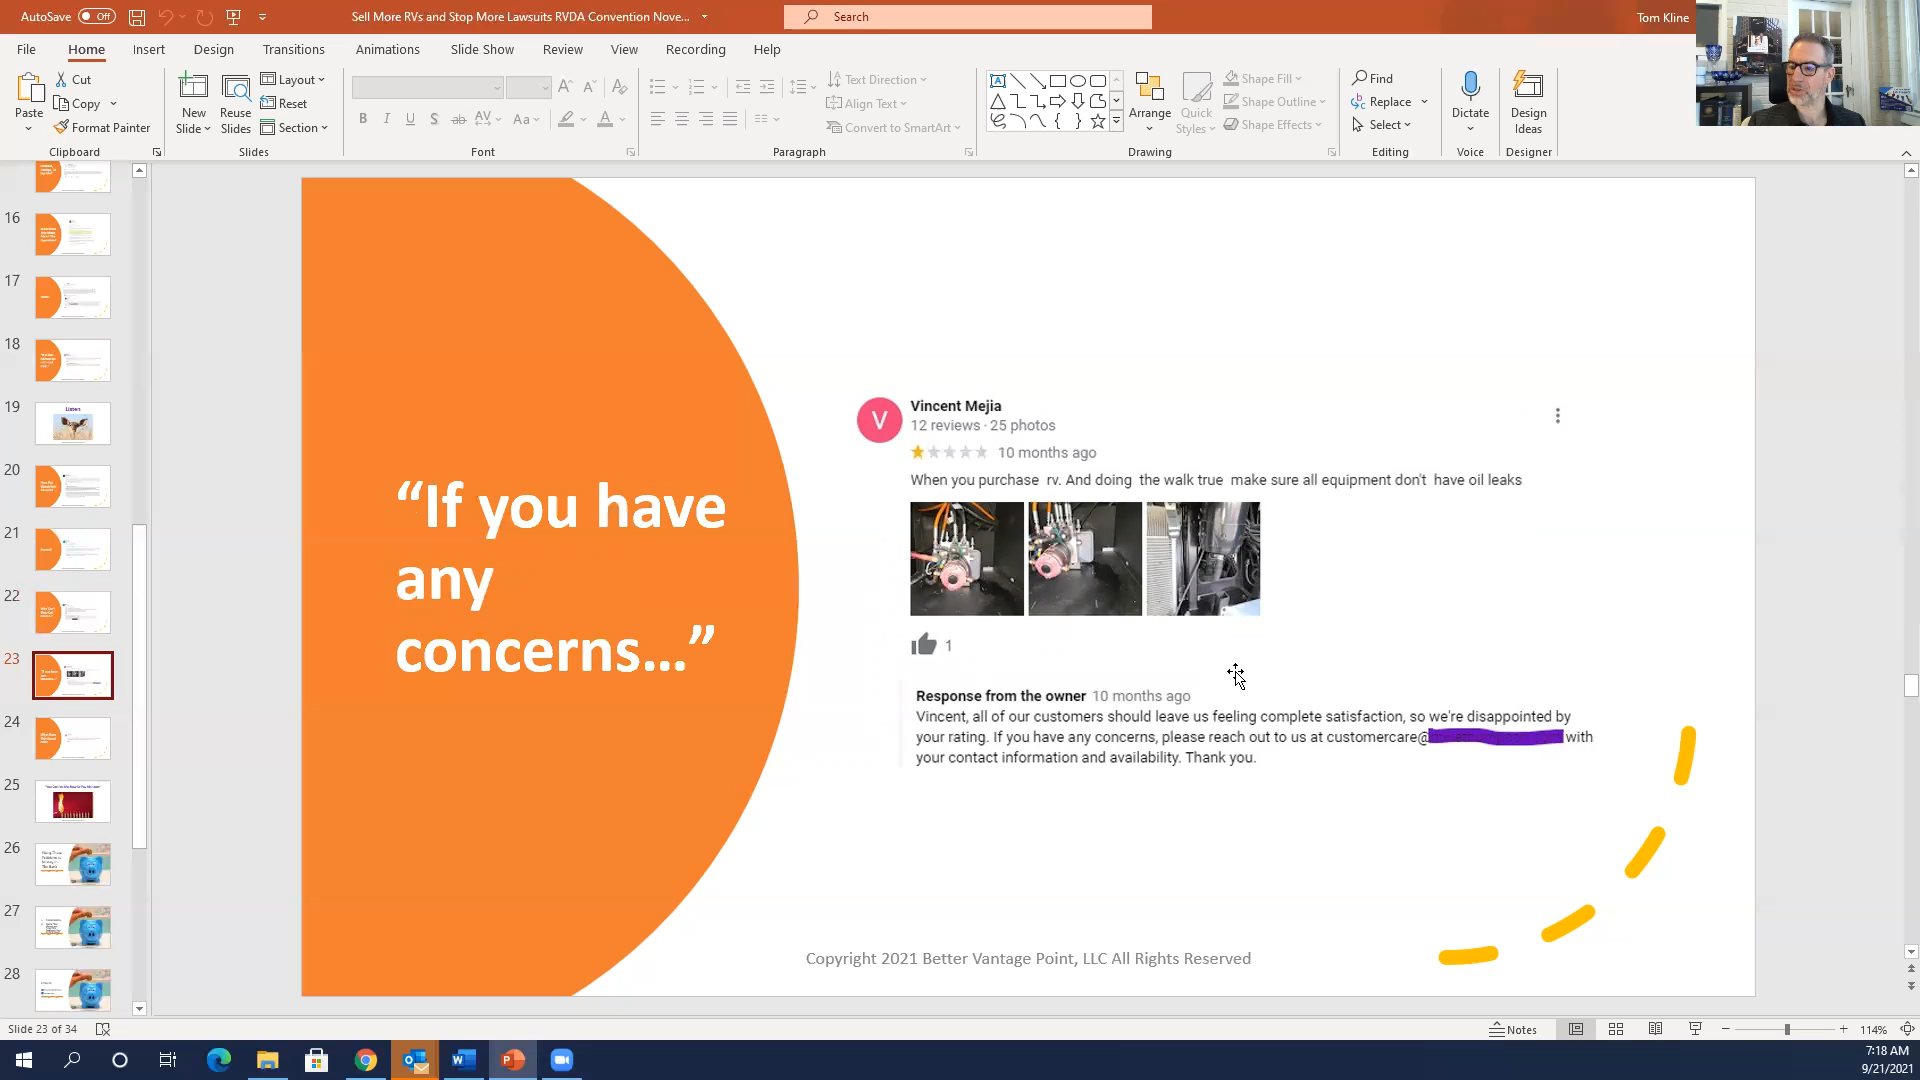 AutoSave Off
Sell More RVs and Stop More Lawsuits RVDA Convention Nove...
Search
Tom Kline
File Home Insert Design Transitions Animations Slide Show Review View Recording Help
Paste
Cut
Copy
Format Painter
Clipboard
New Slide
Reuse Slides
Layout
Reset
Section
Slides
B I U S ab AV Aa A
Font
Text Direction
Align Text
Convert to SmartArt
Paragraph
Arrange
Quick Styles
Shape Fill
Shape Outline
Shape Effects
Drawing
Find
Replace
Select
Editing
Dictate
Voice
Design Ideas
Designer
16
17
18
19
Listen
20
21
22
23
24
25
26
27
28
“If you have
any
concerns...”
V
Vincent Mejia
12 reviews · 25 photos
10 months ago
When you purchase rv. And doing the walk true make sure all equipment don't have oil leaks
1
Response from the owner 10 months ago
Vincent, all of our customers should leave us feeling complete satisfaction, so we're disappointed by
your rating. If you have any concerns, please reach out to us at customercare@ with
your contact information and availability. Thank you.
Copyright 2021 Better Vantage Point, LLC All Rights Reserved
Slide 23 of 34
Notes
114%
7:18 AM
9/21/2021